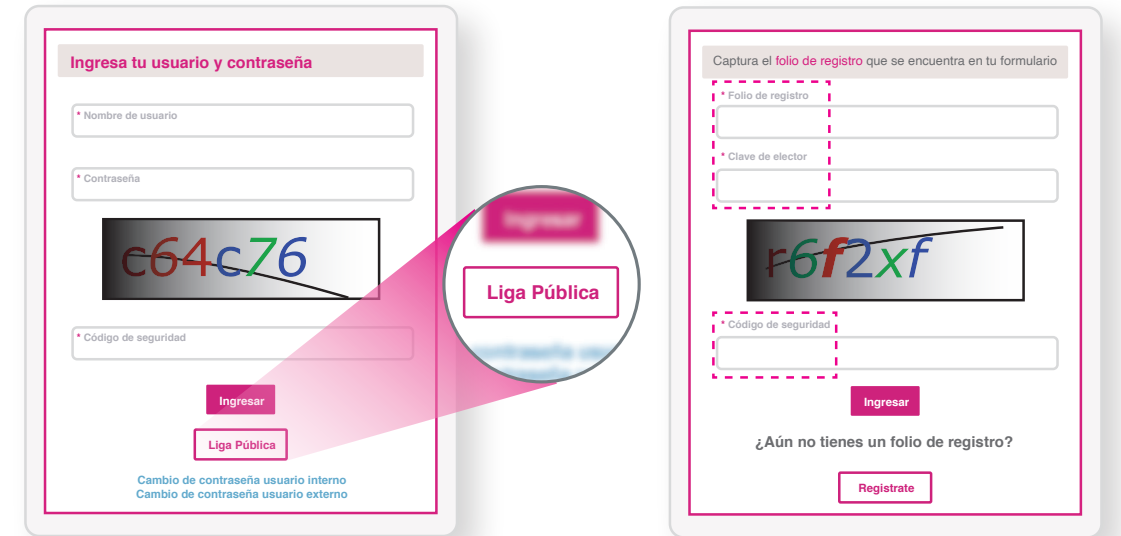 Ingresa tu usuario y contraseña
* Nombre de usuario
* Contraseña
c64c76
* Código de seguridad
Ingresar
Liga Pública
Cambio de contraseña usuario interno
Cambio de contraseña usuario externo
Ingresar
Liga Pública
Captura el folio de registro que se encuentra en tu formulario
* Folio de registro
* Clave de elector
r6f2xf
* Código de seguridad
Ingresar
¿Aún no tienes un folio de registro?
Registrate